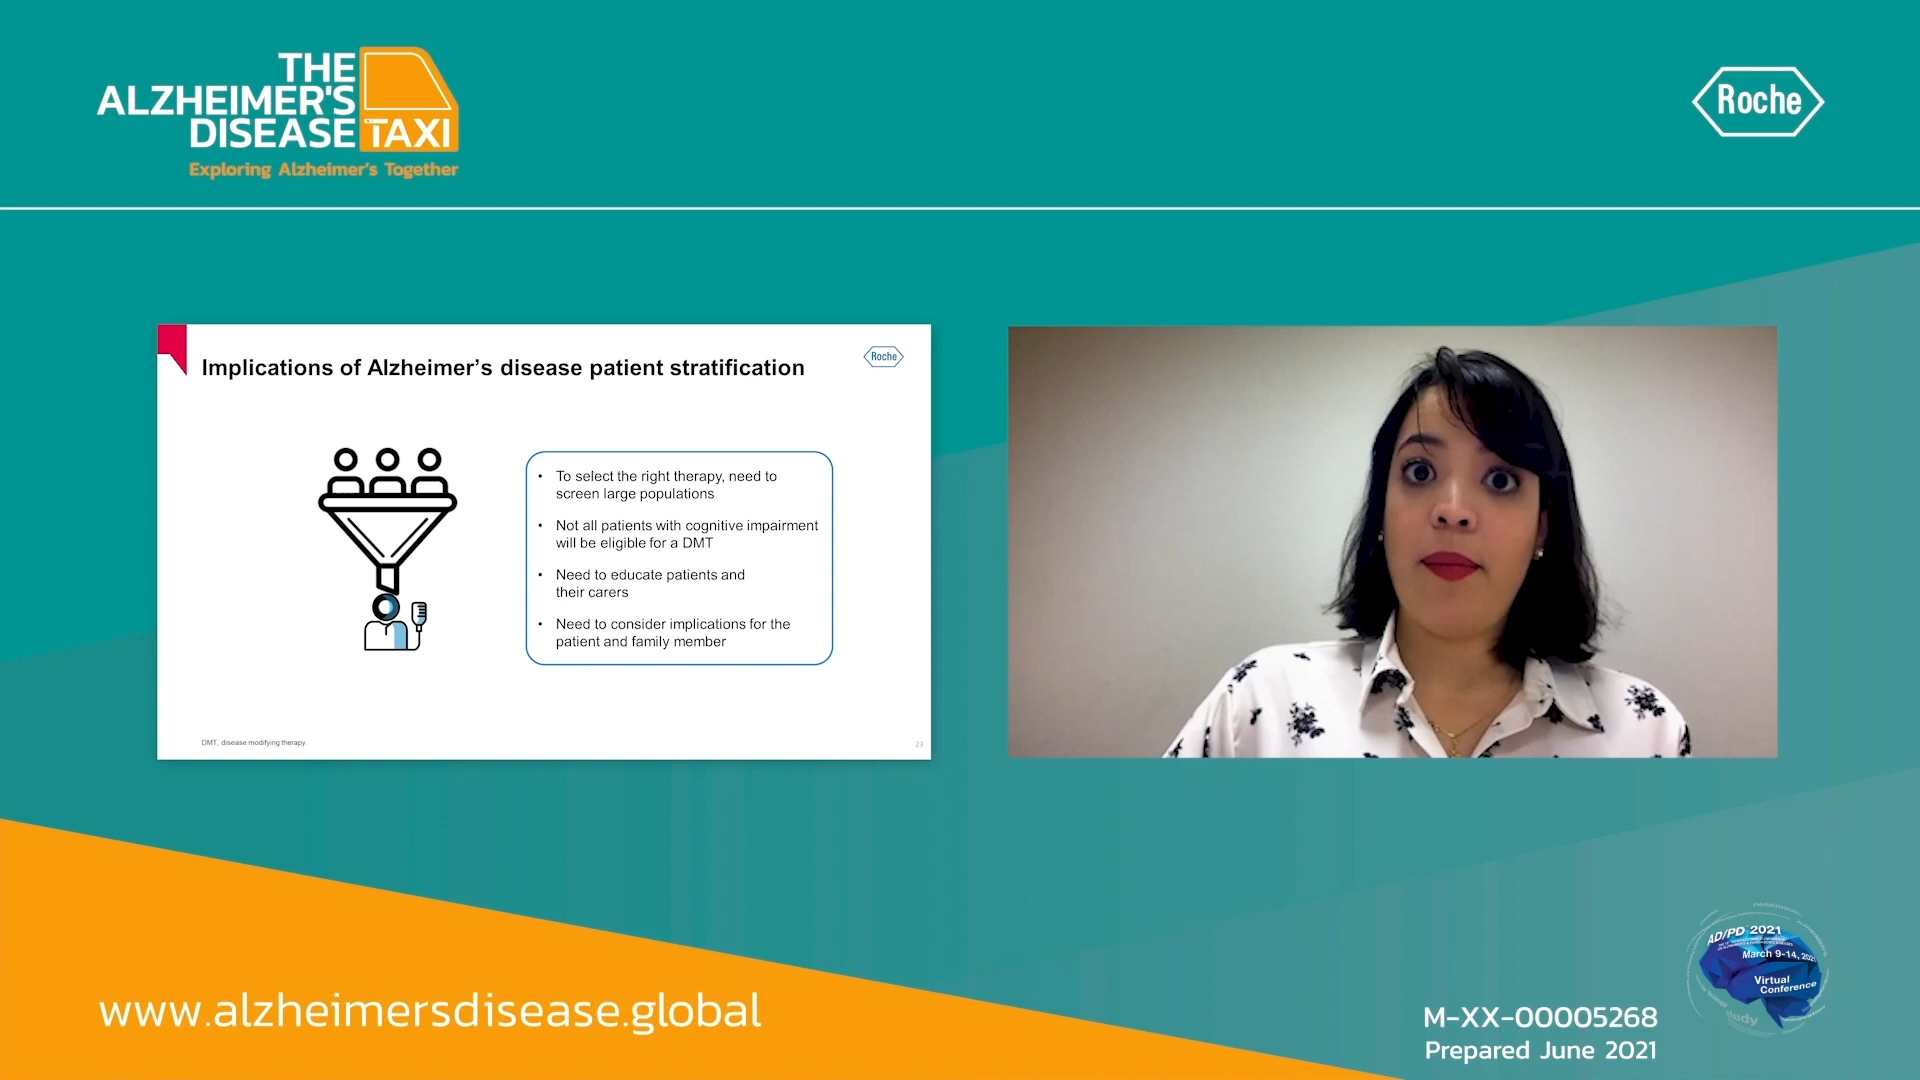 THE
ALZHEIMER'S
DISEASE TAXI
Exploring Alzheimer's Together
Roche
Implications of Alzheimer's disease patient stratification
Roche
• To select the right therapy, need to
screen large populations
• Not all patients with cognitive impairment
will be eligible for a DMT
• Need to educate patients and
their carers
• Need to consider implications for the
patient and family member
DMT, disease modifying therapy.
23
www.alzheimersdisease.global
M-XX-00005268
Prepared June 2021
AD/PD 2021
March 9-14, 2021
Virtual
Conference
study